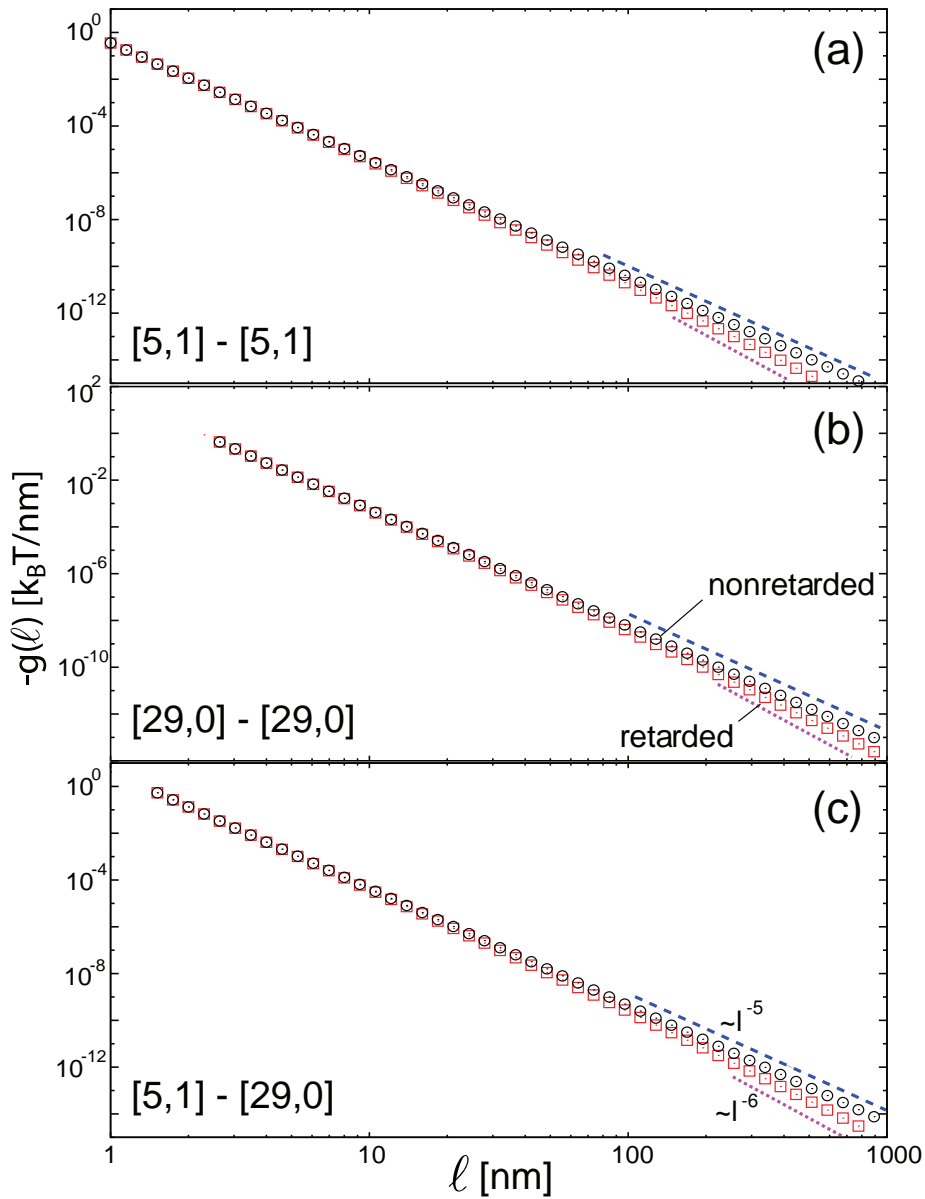 10^0
(a)
10^-4
10^-8
10^-12
[5,1] - [5,1]
10^2
10^2
(b)
10^-2
-g(ℓ) [k_BT/nm]
10^-6
nonretarded
10^-10
[29,0] - [29,0]
retarded
10^0
(c)
10^-4
10^-8
~l^-5
10^-12
[5,1] - [29,0]
~l^-6
1 10 100 1000
ℓ [nm]